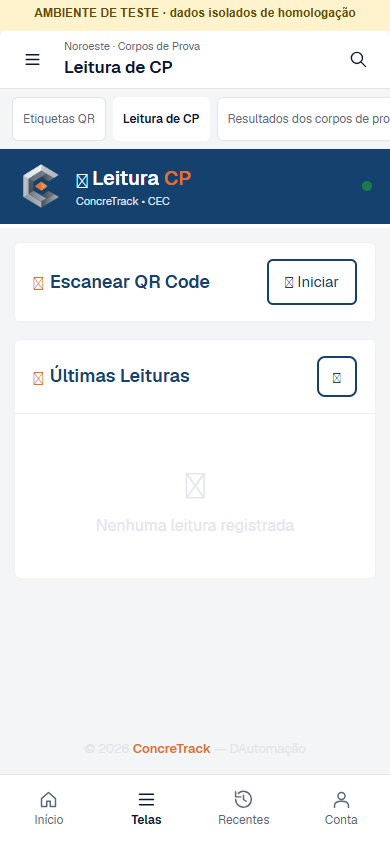 AMBIENTE DE TESTE · dados isolados de homologação
Noroeste · Corpos de Prova
Leitura de CP
Etiquetas QR
Leitura de CP
Resultados dos corpos de pro
Leitura CP
ConcreTrack • CEC
Escanear QR Code
Iniciar
Últimas Leituras
Nenhuma leitura registrada
© 2026 ConcreTrack — DAutomação
Início
Telas
Recentes
Conta